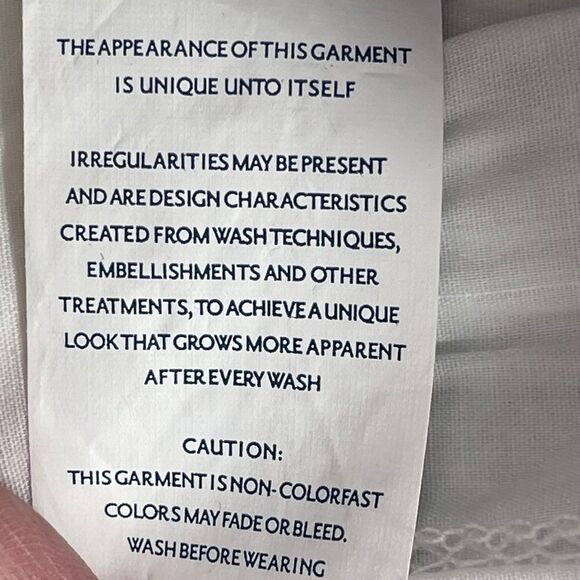 THE APPEARANCE OF THIS GARMENT
IS UNIQUE UNTO ITSELF
IRREGULARITIES MAY BE PRESENT
AND ARE DESIGN CHARACTERISTICS
CREATED FROM WASH TECHNIQUES,
EMBELLISHMENTS AND OTHER
TREATMENTS, TO ACHIEVE A UNIQUE
LOOK THAT GROWS MORE APPARENT
AFTER EVERY WASH
CAUTION:
THIS GARMENT IS NON-COLORFAST
COLORS MAY FADE OR BLEED.
WASH BEFORE WEARING